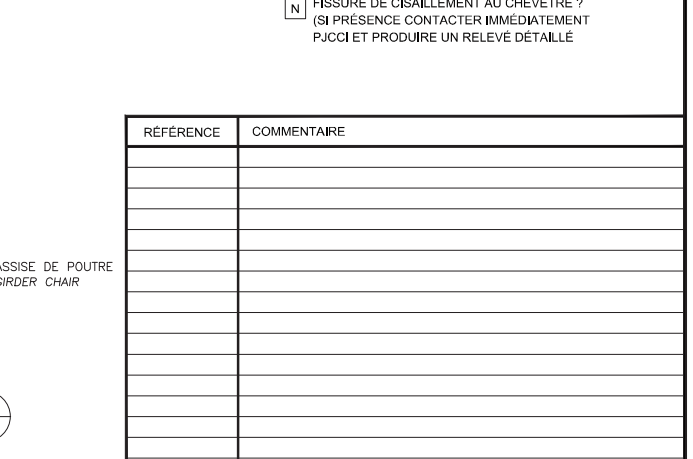 N FISSURE DE CISAILLEMENT AU CHEVÊTRE ?
(SI PRÉSENCE CONTACTER IMMÉDIATEMENT
PJCCI ET PRODUIRE UN RELEVÉ DÉTAILLÉ
RÉFÉRENCE COMMENTAIRE
ASSISE DE POUTRE
GIRDER CHAIR